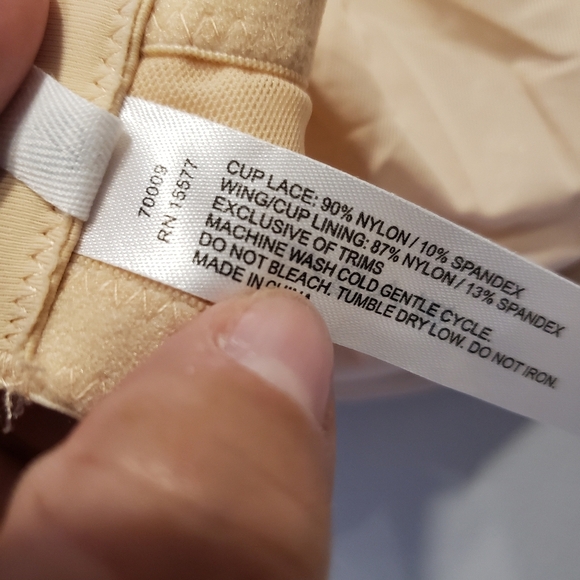 70009
RN 15577
CUP LACE: 90% NYLON / 10% SPANDEX
WING/CUP LINING: 87% NYLON / 13% SPANDEX
EXCLUSIVE OF TRIMS
MACHINE WASH COLD GENTLE CYCLE.
DO NOT BLEACH. TUMBLE DRY LOW. DO NOT IRON.
MADE IN CHINA